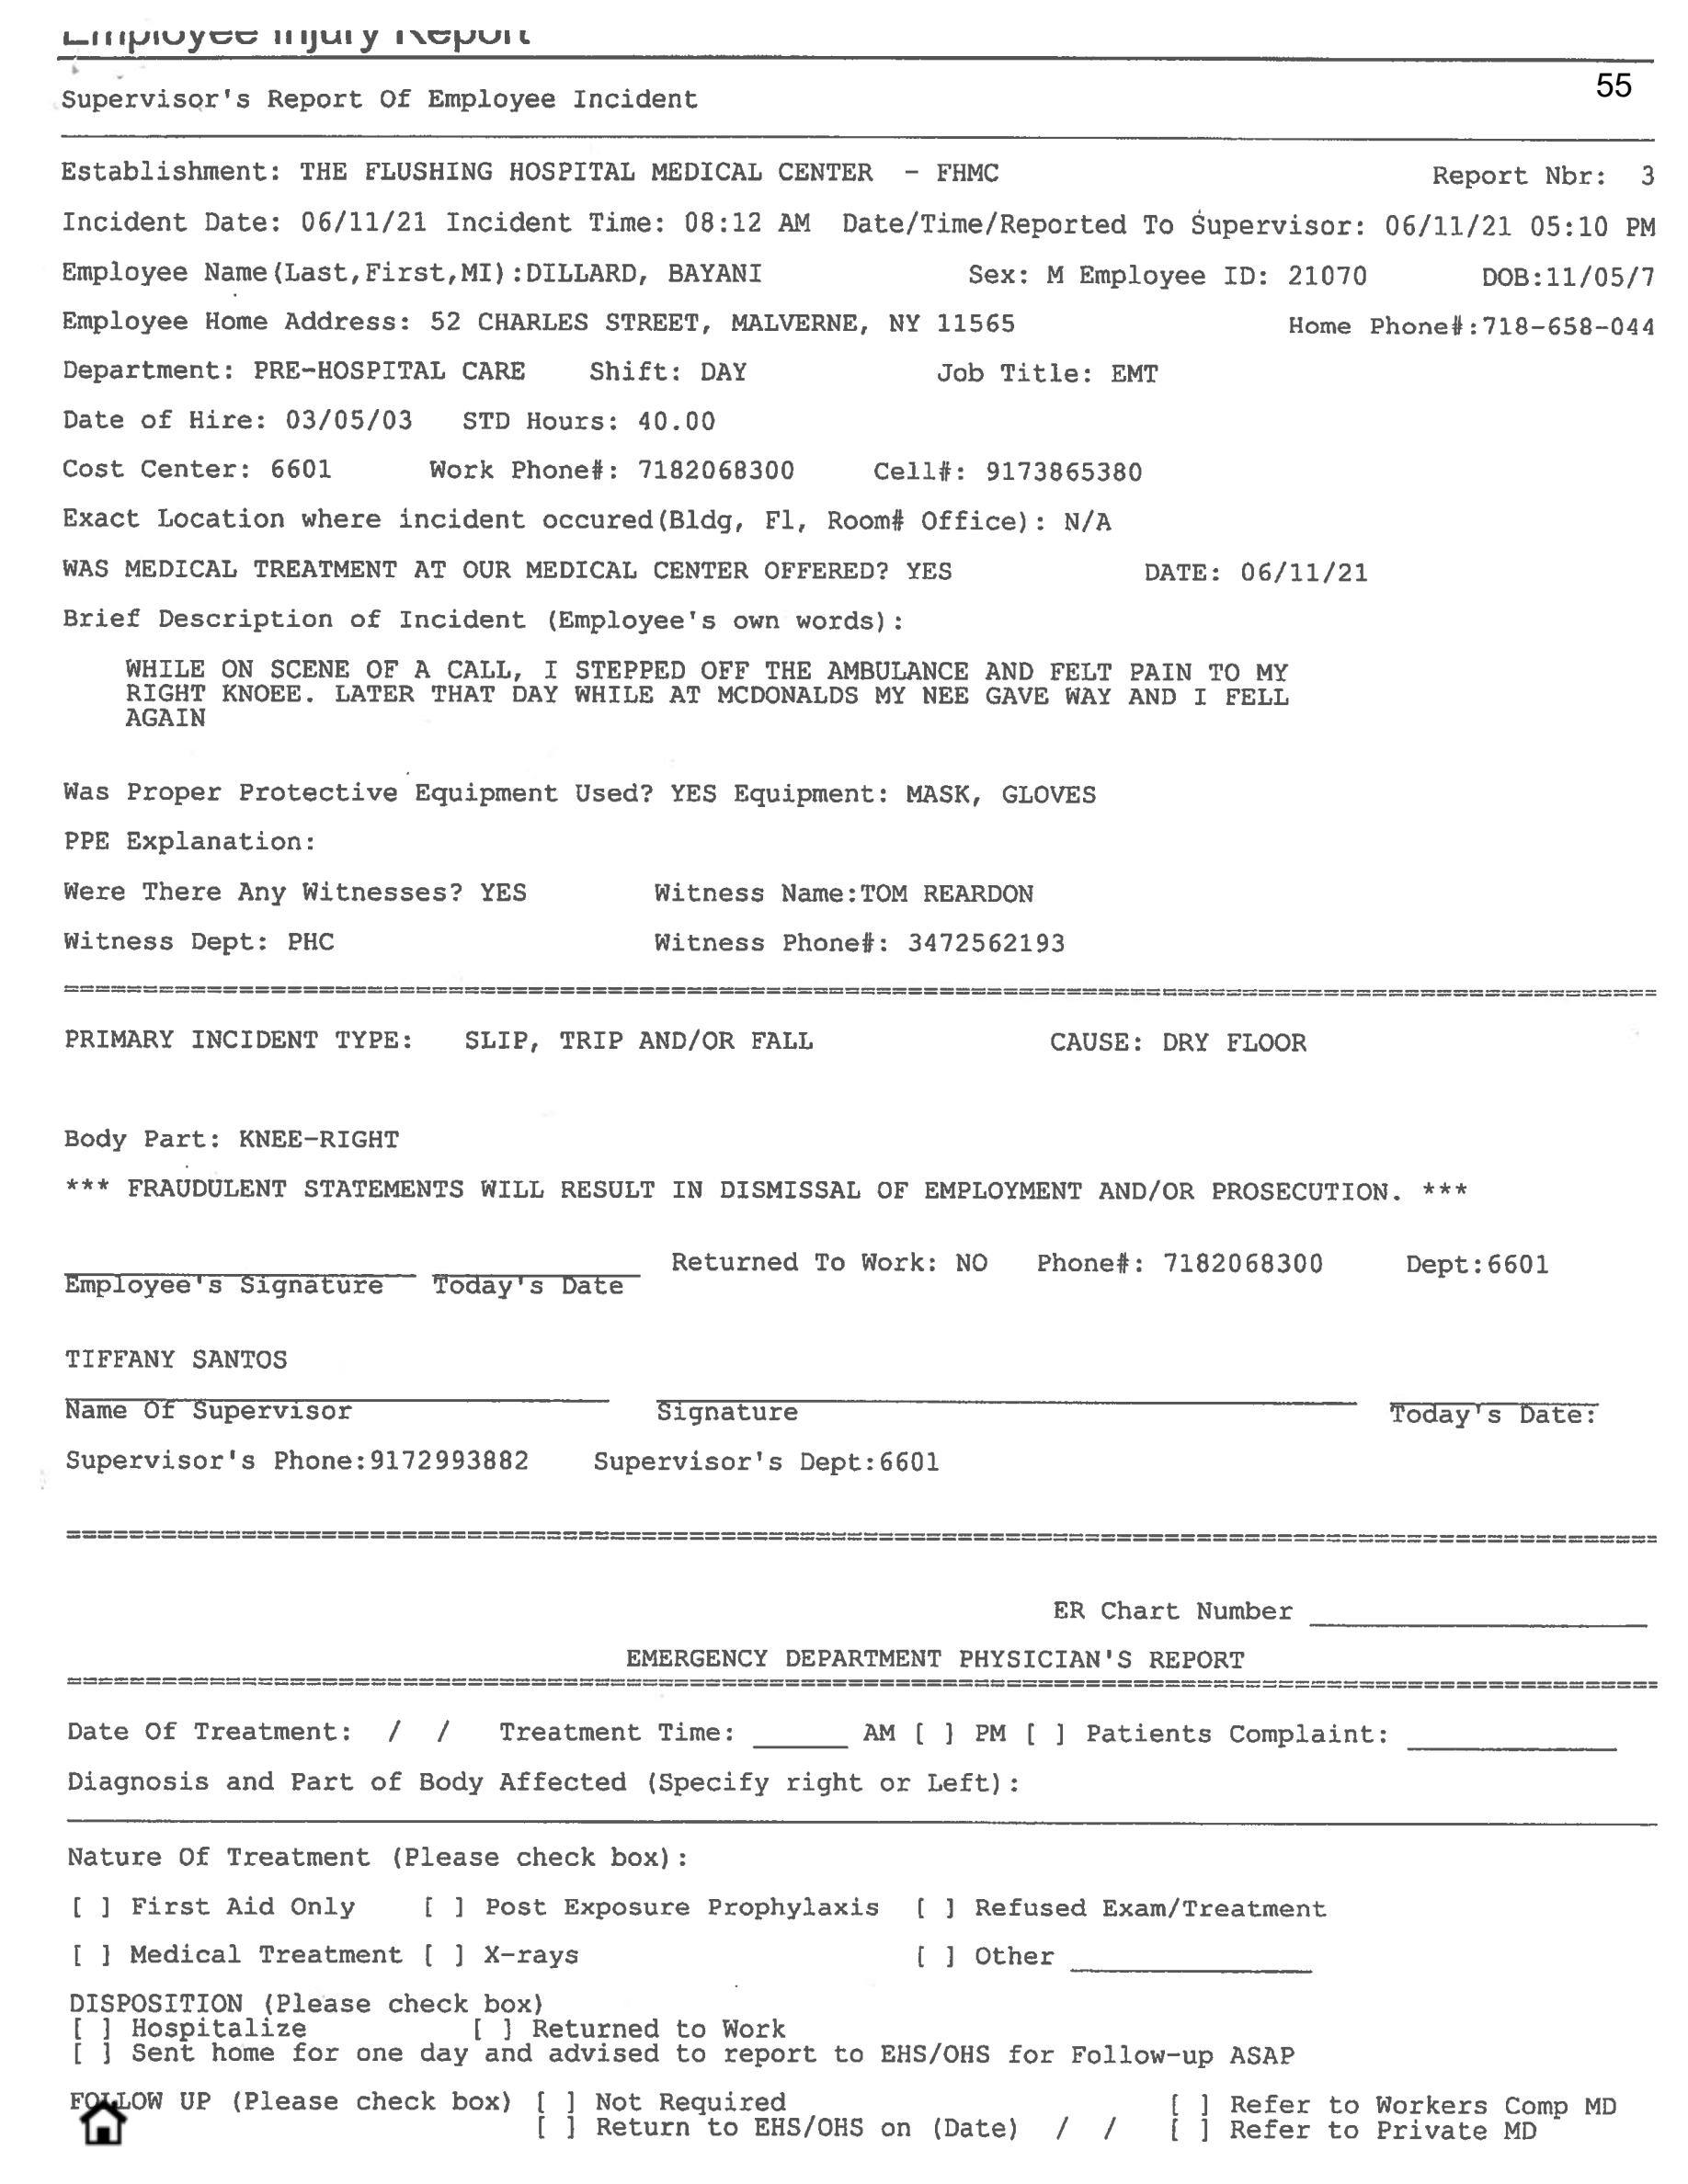 Employee Injury Report
55
Supervisor's Report Of Employee Incident
Establishment: THE FLUSHING HOSPITAL MEDICAL CENTER - FHMC Report Nbr: 3
Incident Date: 06/11/21 Incident Time: 08:12 AM Date/Time/Reported To Supervisor: 06/11/21 05:10 PM
Employee Name(Last,First,MI):DILLARD, BAYANI Sex: M Employee ID: 21070 DOB:11/05/7
Employee Home Address: 52 CHARLES STREET, MALVERNE, NY 11565 Home Phone#:718-658-044
Department: PRE-HOSPITAL CARE Shift: DAY Job Title: EMT
Date of Hire: 03/05/03 STD Hours: 40.00
Cost Center: 6601 Work Phone#: 7182068300 Cell#: 9173865380
Exact Location where incident occured(Bldg, Fl, Room# Office): N/A
WAS MEDICAL TREATMENT AT OUR MEDICAL CENTER OFFERED? YES DATE: 06/11/21
Brief Description of Incident (Employee's own words):
WHILE ON SCENE OF A CALL, I STEPPED OFF THE AMBULANCE AND FELT PAIN TO MY
RIGHT KNOEE. LATER THAT DAY WHILE AT MCDONALDS MY NEE GAVE WAY AND I FELL
AGAIN
Was Proper Protective Equipment Used? YES Equipment: MASK, GLOVES
PPE Explanation:
Were There Any Witnesses? YES Witness Name:TOM REARDON
Witness Dept: PHC Witness Phone#: 3472562193
PRIMARY INCIDENT TYPE: SLIP, TRIP AND/OR FALL CAUSE: DRY FLOOR
Body Part: KNEE-RIGHT
*** FRAUDULENT STATEMENTS WILL RESULT IN DISMISSAL OF EMPLOYMENT AND/OR PROSECUTION. ***
Returned To Work: NO Phone#: 7182068300 Dept:6601
Employee's Signature Today's Date
TIFFANY SANTOS
Name Of Supervisor Signature Today's Date:
Supervisor's Phone:9172993882 Supervisor's Dept:6601
ER Chart Number
EMERGENCY DEPARTMENT PHYSICIAN'S REPORT
Date Of Treatment: / / Treatment Time: ______ AM [ ] PM [ ] Patients Complaint:
Diagnosis and Part of Body Affected (Specify right or Left):
Nature Of Treatment (Please check box):
[ ] First Aid Only [ ] Post Exposure Prophylaxis [ ] Refused Exam/Treatment
[ ] Medical Treatment [ ] X-rays [ ] Other
DISPOSITION (Please check box)
[ ] Hospitalize [ ] Returned to Work
[ ] Sent home for one day and advised to report to EHS/OHS for Follow-up ASAP
FOLLOW UP (Please check box) [ ] Not Required [ ] Refer to Workers Comp MD
[ ] Return to EHS/OHS on (Date) / / [ ] Refer to Private MD